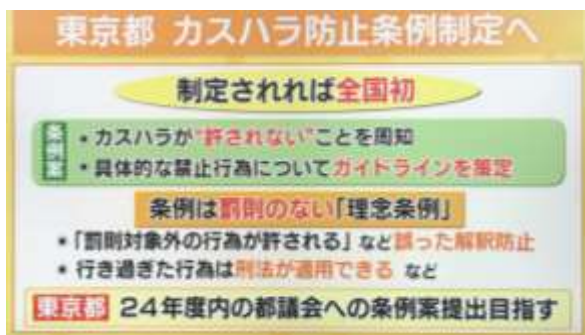 東京都 カスハラ防止条例制定へ
制定されれば全国初
条例案
・カスハラが"許されない"ことを周知
・具体的な禁止行為についてガイドラインを策定
条例は罰則のない「理念条例」
・「罰則対象外の行為が許される」など誤った解釈防止
・行き過ぎた行為は刑法が適用できる など
東京都 24年度内の都議会への条例案提出目指す